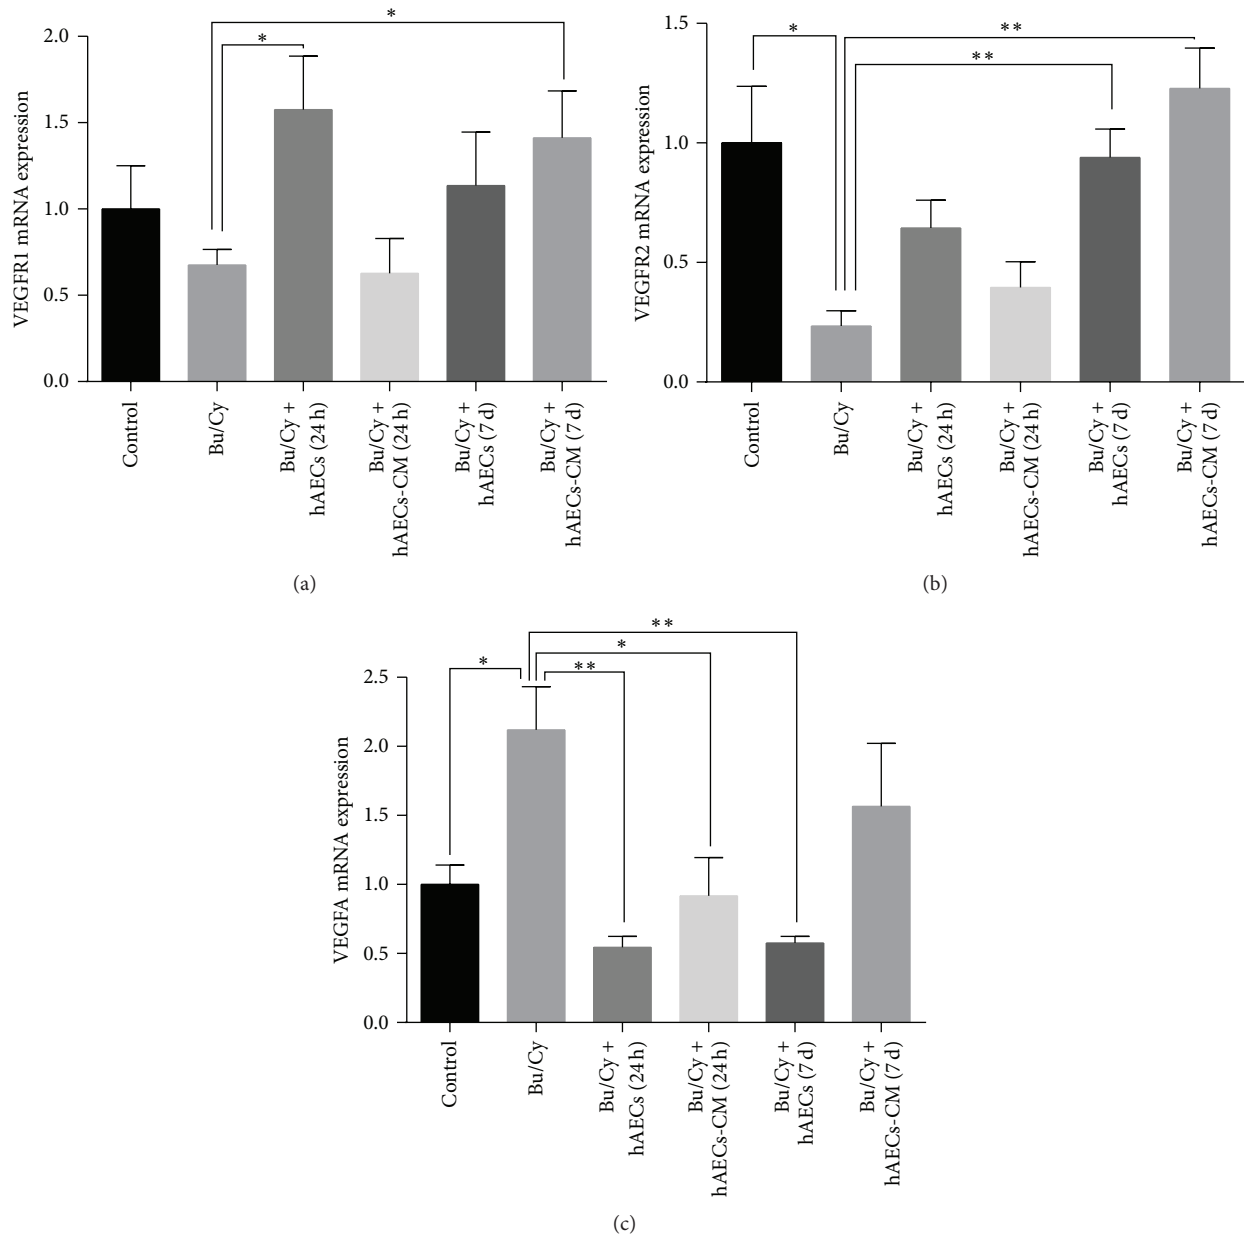 *
*
2.0
1.5
1.0
0.5
0.0
VEGFR1 mRNA expression
Control
Bu/Cy
Bu/Cy +
hAECs (24 h)
Bu/Cy +
hAECs-CM (24 h)
Bu/Cy +
hAECs (7 d)
Bu/Cy +
hAECs-CM (7 d)
(a)
*
**
**
1.5
1.0
0.5
0.0
VEGFR2 mRNA expression
Control
Bu/Cy
Bu/Cy +
hAECs (24 h)
Bu/Cy +
hAECs-CM (24 h)
Bu/Cy +
hAECs (7 d)
Bu/Cy +
hAECs-CM (7 d)
(b)
**
*
*
**
2.5
2.0
1.5
1.0
0.5
0.0
VEGFA mRNA expression
Control
Bu/Cy
Bu/Cy +
hAECs (24 h)
Bu/Cy +
hAECs-CM (24 h)
Bu/Cy +
hAECs (7 d)
Bu/Cy +
hAECs-CM (7 d)
(c)